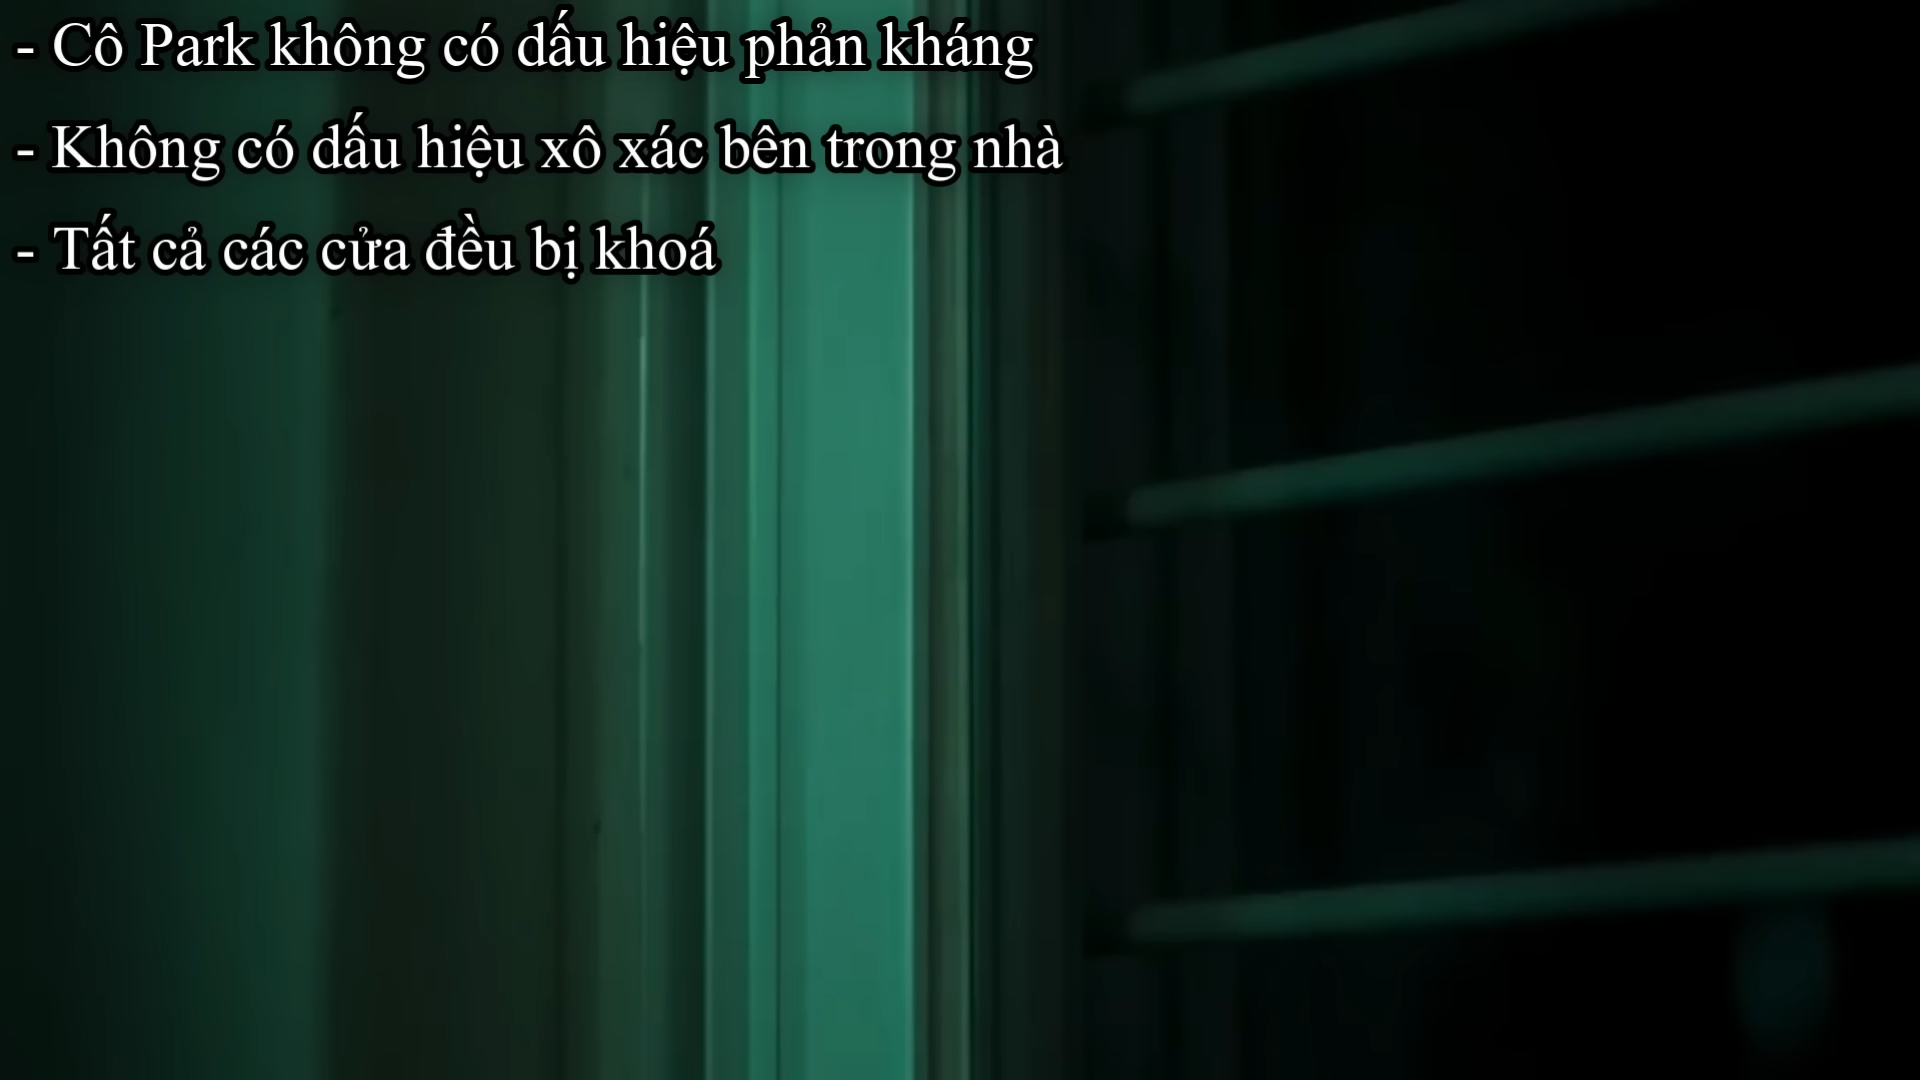 - Cô Park không có dấu hiệu phản kháng
- Không có dấu hiệu xô xác bên trong nhà
- Tất cả các cửa đều bị khoá